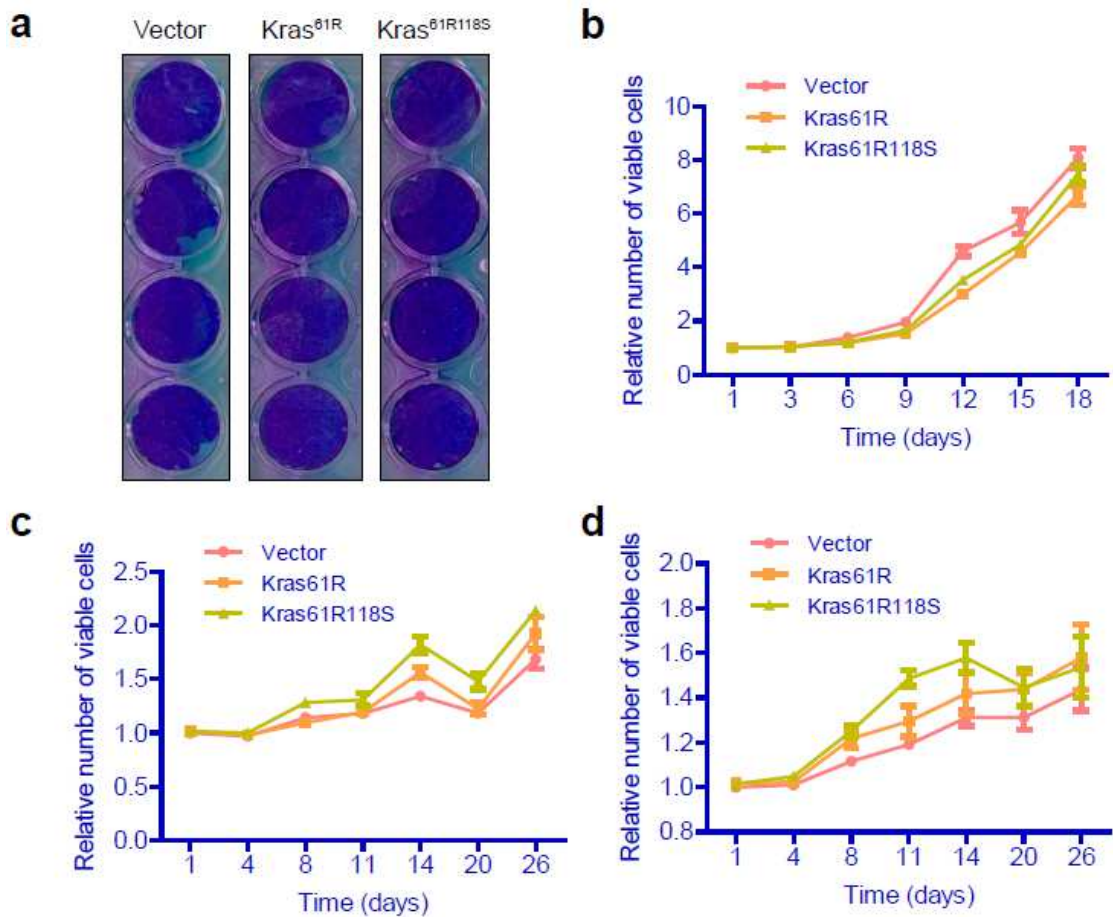 a
Vector Kras61R Kras61R118S
b
Vector
Kras61R
Kras61R118S
Relative number of viable cells
10
8
6
4
2
0
1 3 6 9 12 15 18
Time (days)
c
Vector
Kras61R
Kras61R118S
Relative number of viable cells
2.5
2.0
1.5
1.0
0.5
0.0
1 4 8 11 14 20 26
Time (days)
d
Vector
Kras61R
Kras61R118S
Relative number of viable cells
2.0
1.8
1.6
1.4
1.2
1.0
0.8
1 4 8 11 14 20 26
Time (days)